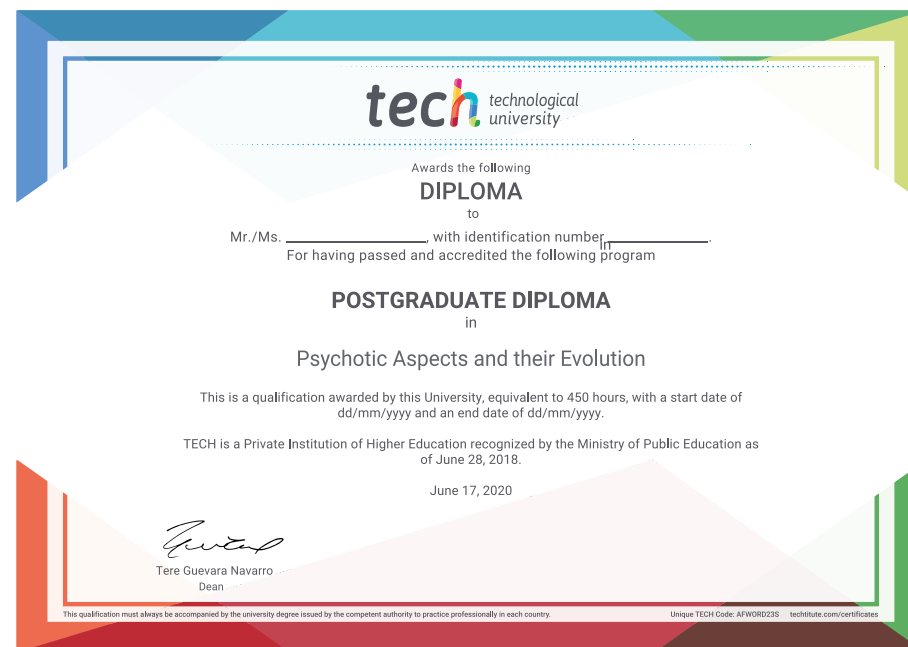 tech technological
university
Awards the following
DIPLOMA
to
Mr./Ms. ____________, with identification number ____________.
in
For having passed and accredited the following program
POSTGRADUATE DIPLOMA
in
Psychotic Aspects and their Evolution
This is a qualification awarded by this University, equivalent to 450 hours, with a start date of
dd/mm/yyyy and an end date of dd/mm/yyyy.
TECH is a Private Institution of Higher Education recognized by the Ministry of Public Education as
of June 28, 2018.
June 17, 2020
Tere Guevara Navarro
Dean
This qualification must always be accompanied by the university degree issued by the competent authority to practice professionally in each country.
Unique TECH Code: AFWORD23S techtitute.com/certificates